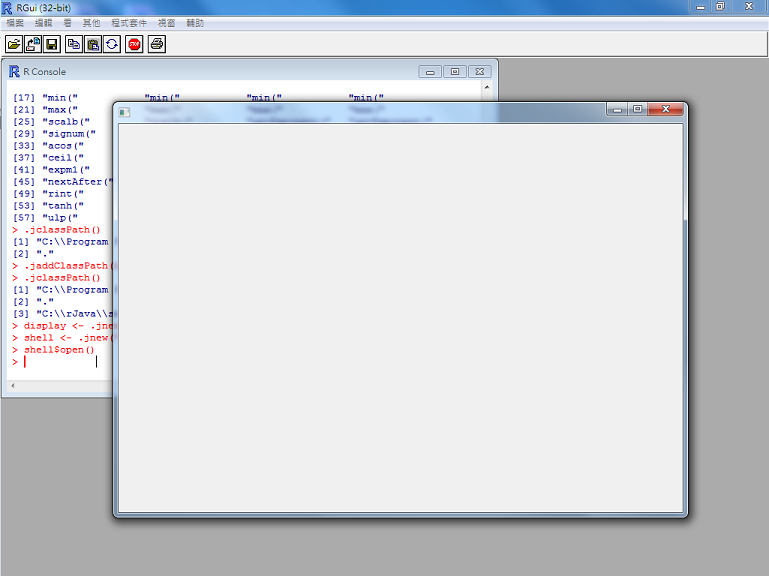 RGui (32-bit)
檔案 編輯 看 其他 程式套件 視窗 輔助
STOP
R Console
[17] "min(" "min(" "min(" "min("
[21] "max("
[25] "scalb("
[29] "signum("
[33] "acos("
[37] "ceil("
[41] "expm1("
[45] "nextAfter("
[49] "rint("
[53] "tanh("
[57] "ulp("
> .jclassPath()
[1] "C:\\Program
[2] "."
> .jaddClassPath(
> .jclassPath()
[1] "C:\\Program
[2] "."
[3] "C:\\rJava\\s
> display <- .jne
> shell <- .jnew(
> shell$open()
>